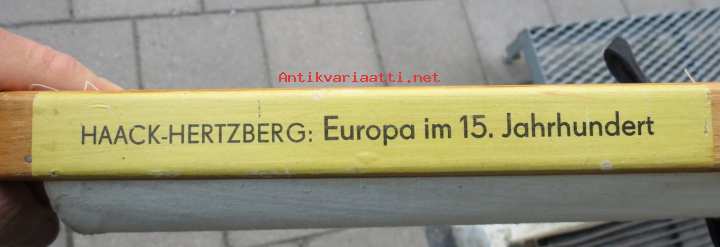 Antikvariaatti.net
HAACK-HERTZBERG: Europa im 15. Jahrhundert